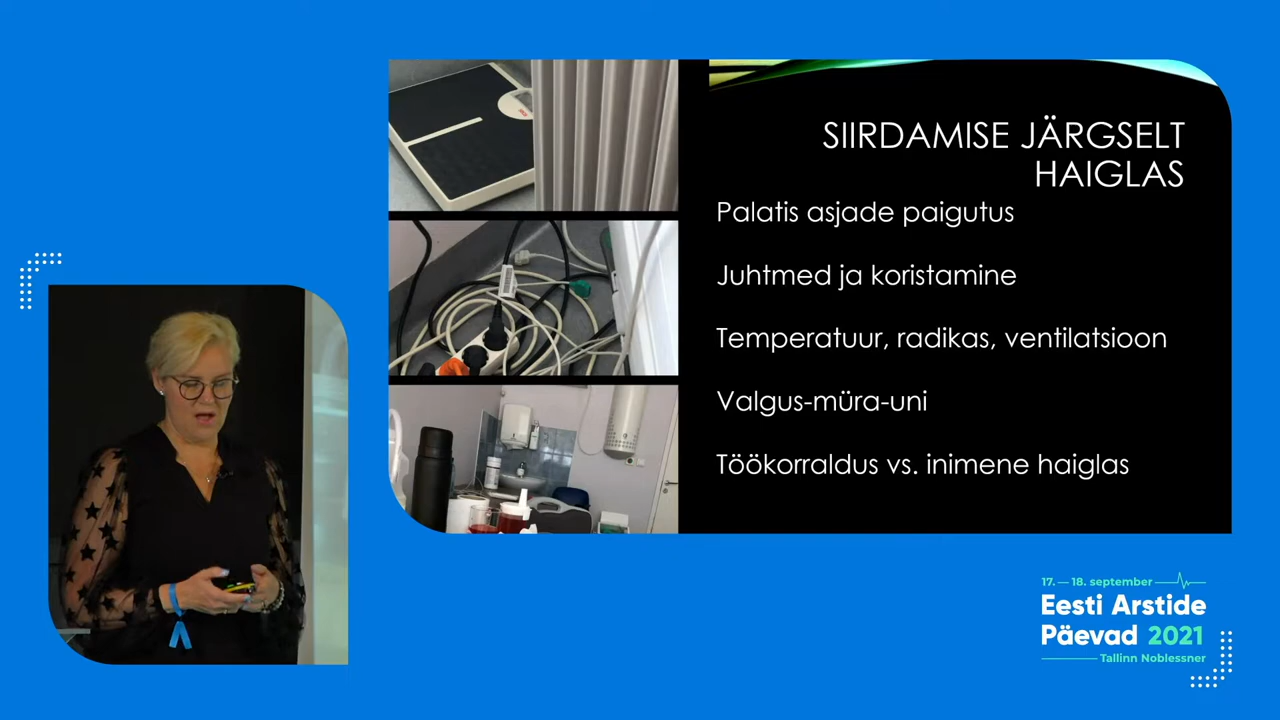 SIIRDAMISE JÄRGSELT
HAIGLAS
Palatis asjade paigutus
Juhtmed ja koristamine
Temperatuur, radikas, ventilatsioon
Valgus-müra-uni
Töökorraldus vs. inimene haiglas
17. — 18. september
Eesti Arstide
Päevad 2021
Tallinn Noblessner